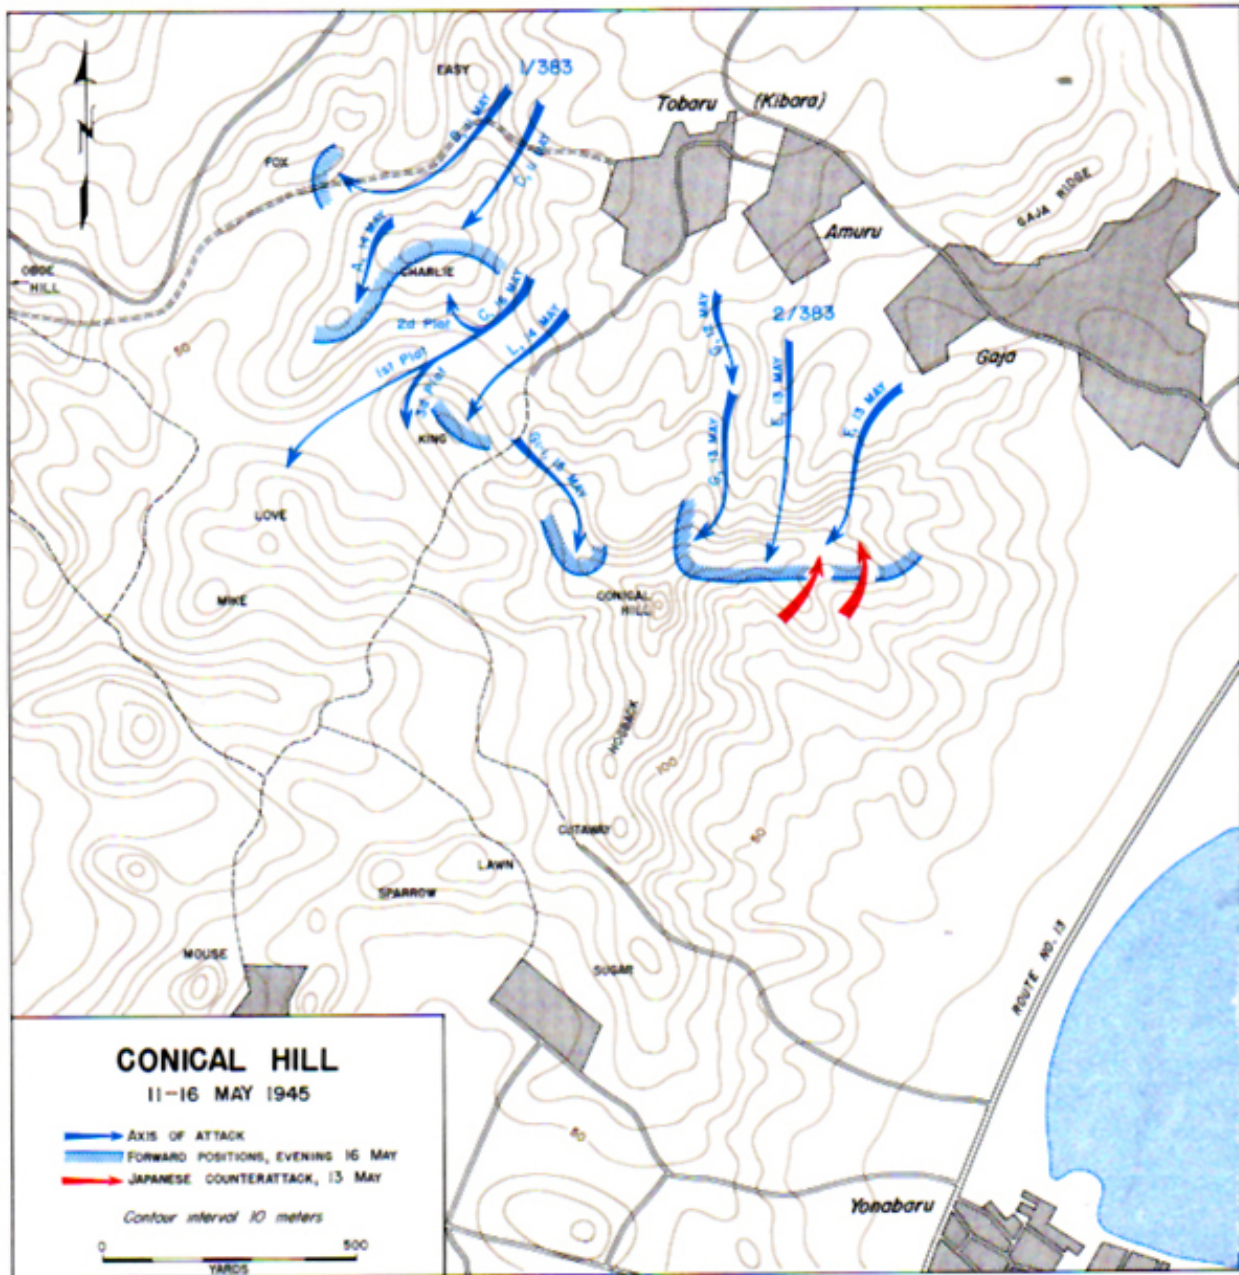 EASY
1/383
Tobaru
(Kibara)
B, 11 MAY
D, 11 MAY
FOX
GAJA RIDGE
A, 14 MAY
Amuru
OBOE
HILL
CHARLIE
C, 16 MAY
2d Plat
L, 14 MAY
G, 12 MAY
2/383
50
1st Plat
3d Plat
E, 13 MAY
F, 13 MAY
Gaja
KING
G, 13 MAY
LOVE
MIKE
CONICAL
HILL
HOGBACK
100
CUTAWAY
50
LAWN
SPARROW
MOUSE
SUGAR
ROUTE NO. 13
CONICAL HILL
11-16 MAY 1945
AXIS OF ATTACK
FORWARD POSITIONS, EVENING 16 MAY
JAPANESE COUNTERATTACK, 13 MAY
Contour interval 10 meters
0 500
YARDS
50
Yonabaru